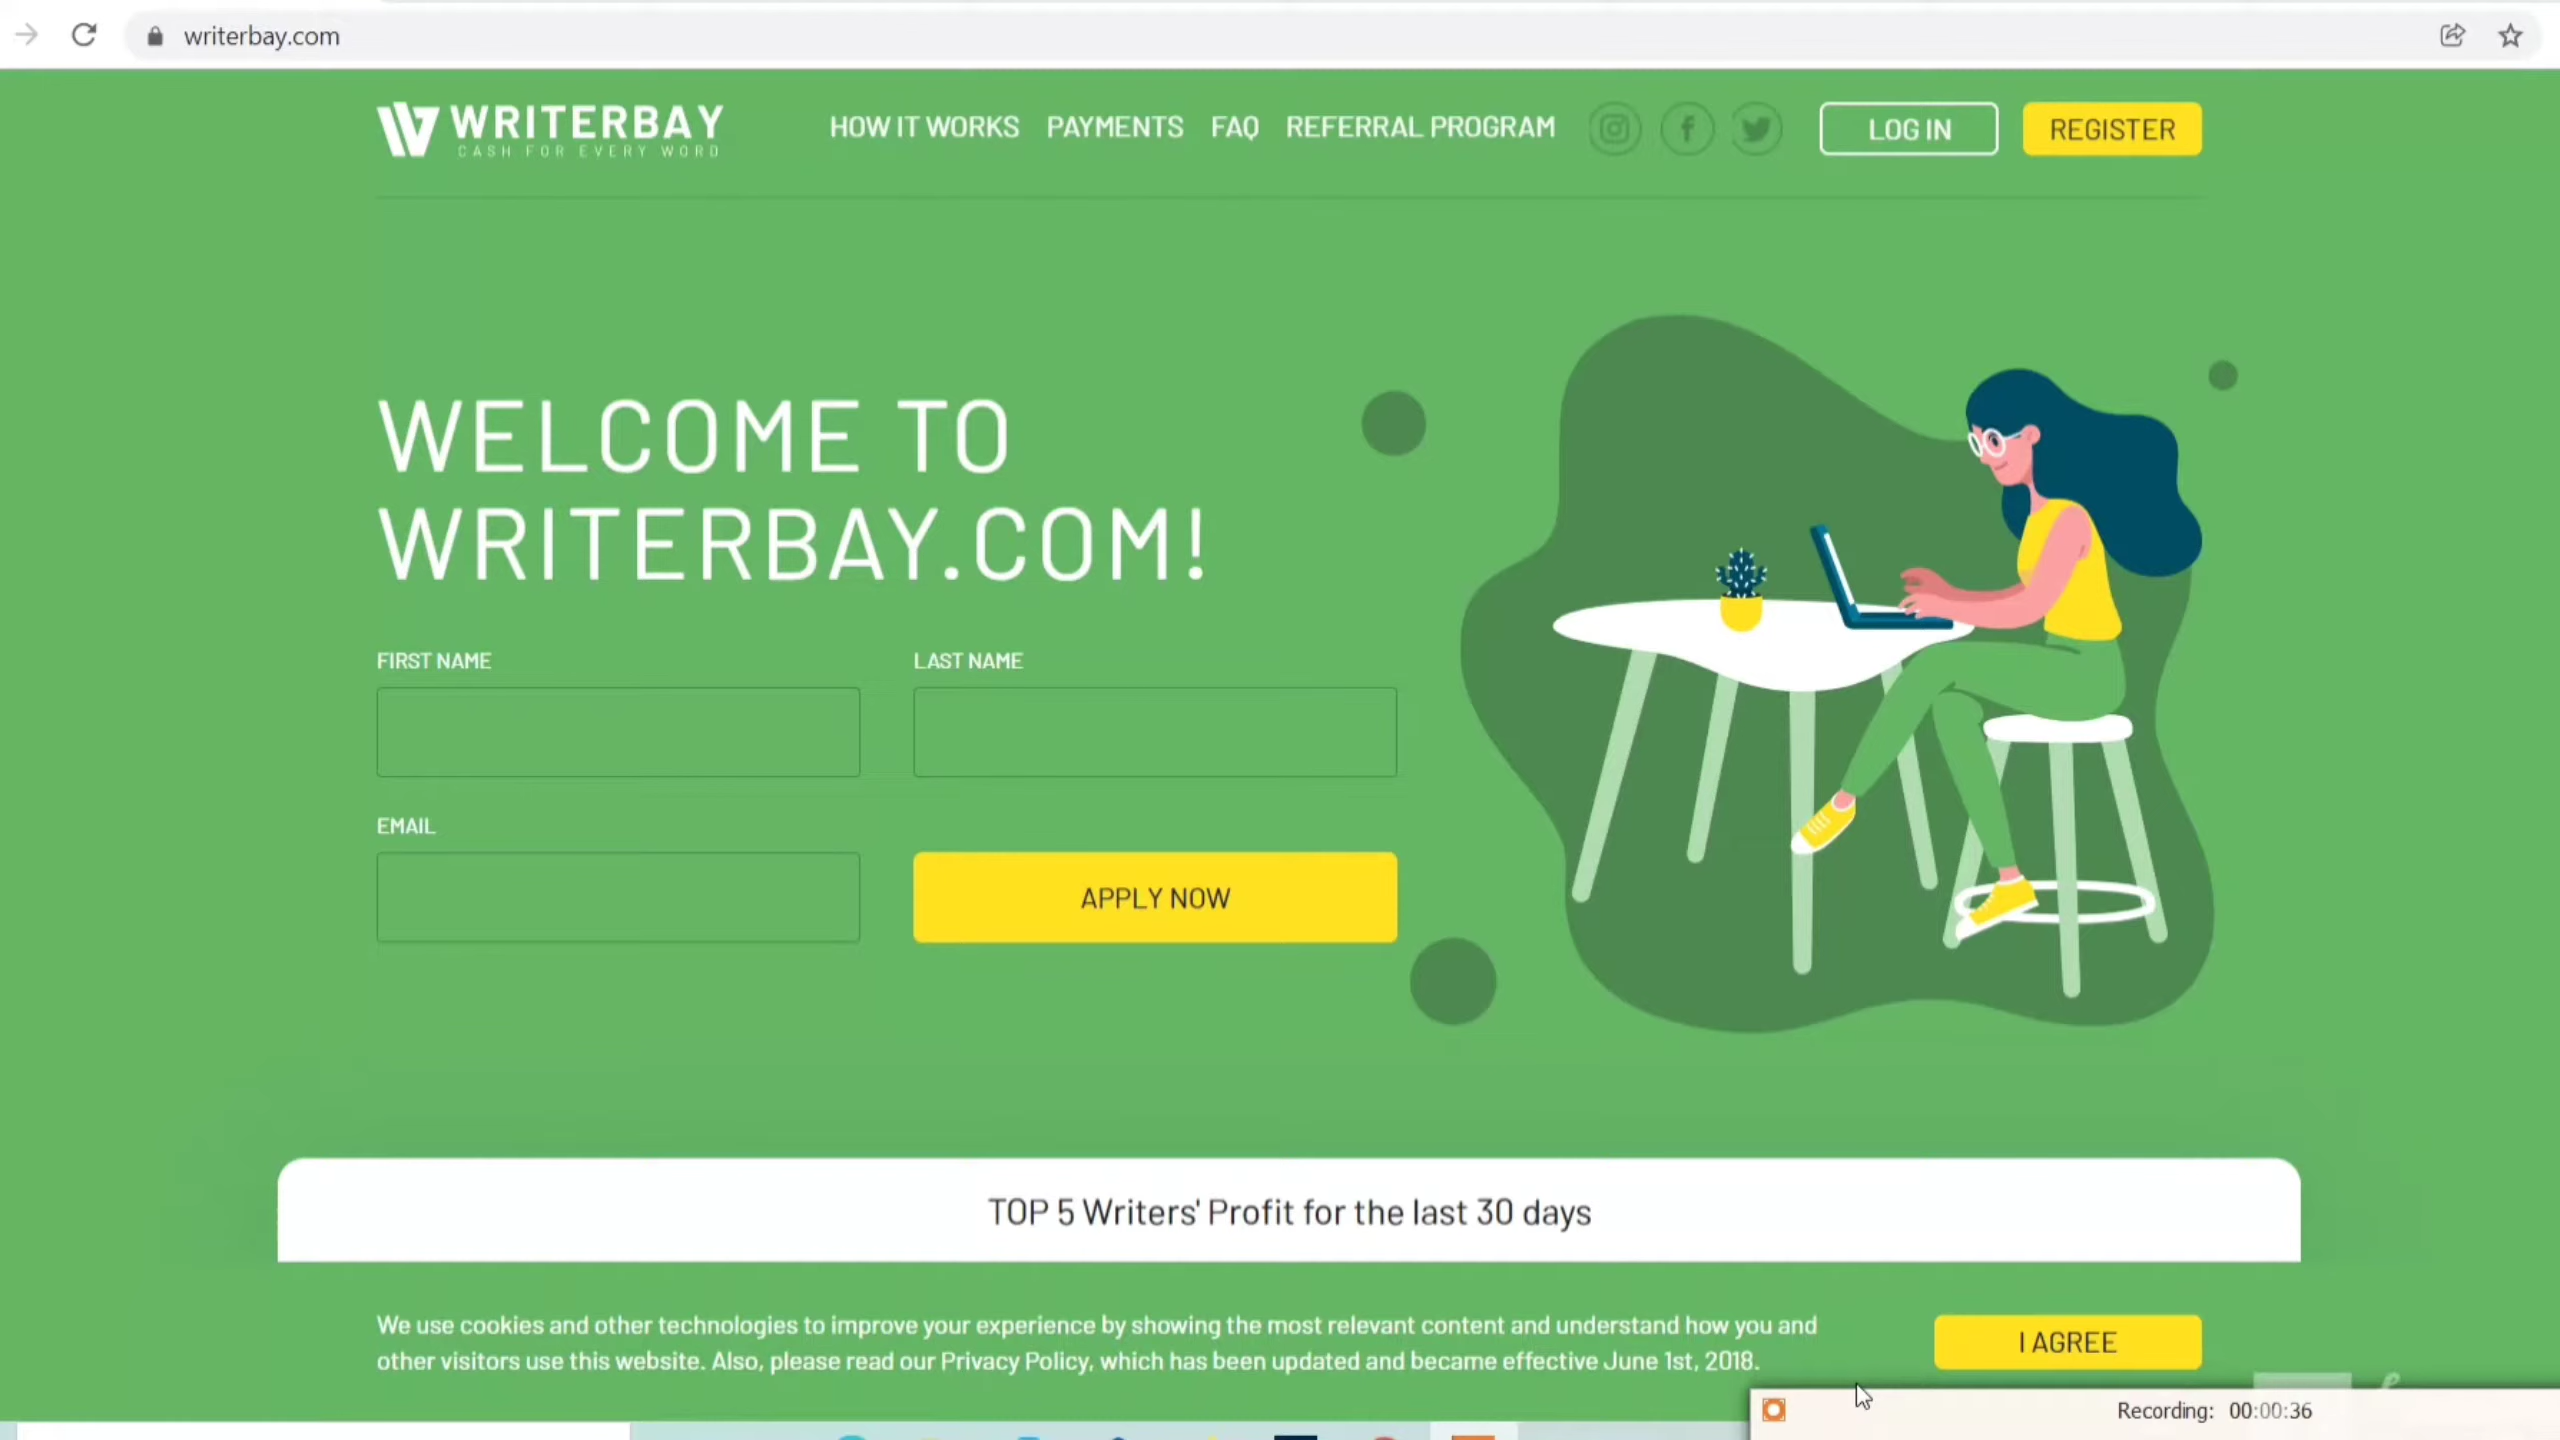 writerbay.com
WRITERBAY
CASH FOR EVERY WORD
HOW IT WORKS PAYMENTS FAQ REFERRAL PROGRAM
LOG IN
REGISTER
WELCOME TO
WRITERBAY.COM!
FIRST NAME
LAST NAME
EMAIL
APPLY NOW
TOP 5 Writers' Profit for the last 30 days
We use cookies and other technologies to improve your experience by showing the most relevant content and understand how you and
other visitors use this website. Also, please read our Privacy Policy, which has been updated and became effective June 1st, 2018.
I AGREE
Recording: 00:00:36